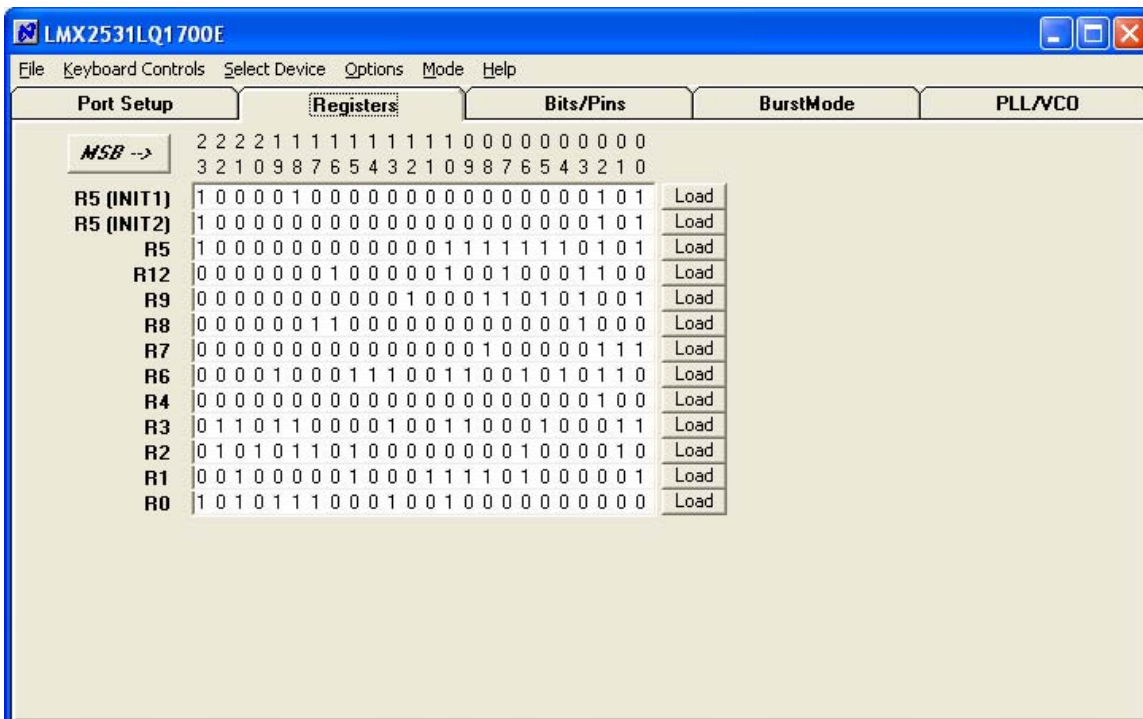 LMX2531LQ1700E
File Keyboard Controls Select Device Options Mode Help
Port Setup Registers Bits/Pins BurstMode PLL/VCO
MSB -->
2 2 2 2 1 1 1 1 1 1 1 1 1 1 0 0 0 0 0 0 0 0 0 0
3 2 1 0 9 8 7 6 5 4 3 2 1 0 9 8 7 6 5 4 3 2 1 0
R5 (INIT1) 1 0 0 0 0 1 0 0 0 0 0 0 0 0 0 0 0 0 0 0 0 1 0 1 Load
R5 (INIT2) 1 0 0 0 0 0 0 0 0 0 0 0 0 0 0 0 0 0 0 0 0 1 0 1 Load
R5 1 0 0 0 0 0 0 0 0 0 0 0 0 1 1 1 1 1 1 1 0 1 0 1 Load
R12 0 0 0 0 0 0 0 1 0 0 0 0 0 1 0 0 1 0 0 0 1 1 0 0 Load
R9 0 0 0 0 0 0 0 0 0 0 0 1 0 0 0 1 1 0 1 0 1 0 0 1 Load
R8 0 0 0 0 0 0 1 1 0 0 0 0 0 0 0 0 0 0 0 0 1 0 0 0 Load
R7 0 0 0 0 0 0 0 0 0 0 0 0 0 0 0 1 0 0 0 0 0 1 1 1 Load
R6 0 0 0 0 1 0 0 0 1 1 1 0 0 1 1 0 0 1 0 1 0 1 1 0 Load
R4 0 0 0 0 0 0 0 0 0 0 0 0 0 0 0 0 0 0 0 0 0 1 0 0 Load
R3 0 1 1 0 1 1 0 0 0 0 1 0 0 1 1 0 0 0 1 0 0 0 1 1 Load
R2 0 1 0 1 0 1 1 0 1 0 0 0 0 0 0 0 0 1 0 0 0 0 1 0 Load
R1 0 0 1 0 0 0 0 0 1 0 0 0 1 1 1 1 0 1 0 0 0 0 0 1 Load
R0 1 0 1 0 1 1 1 0 0 0 1 0 0 1 0 0 0 0 0 0 0 0 0 0 Load